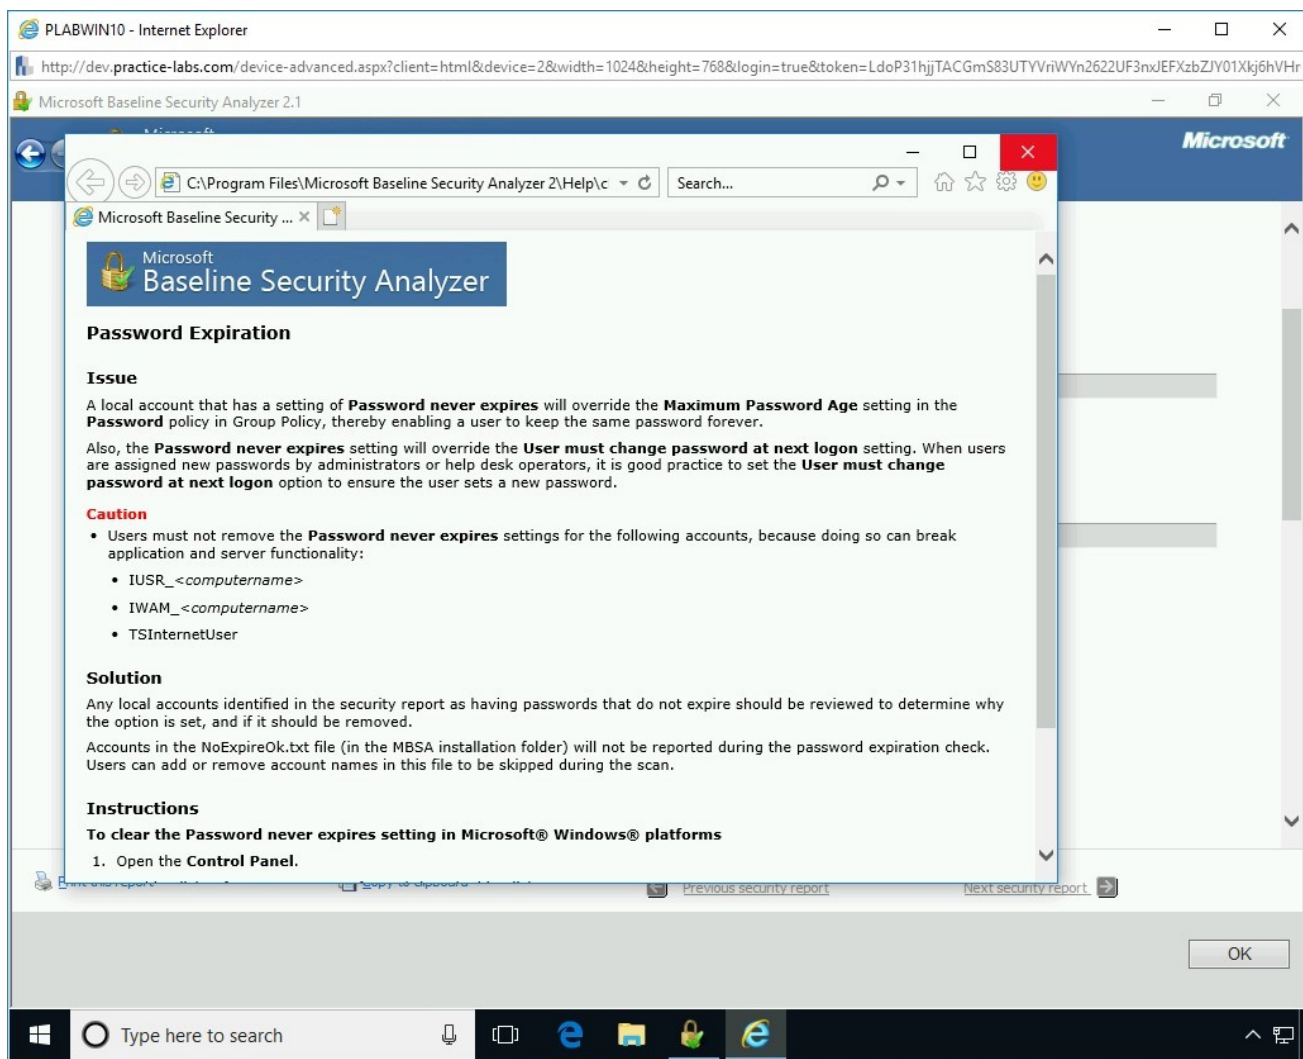 PLABWIN10 - Internet Explorer
http://dev.practice-labs.com/device-advanced.aspx?client=html&device=2&width=1024&height=768&login=true&token=LdoP31hjjTACGmS83UTYVriWYn2622UF3nxJEFXzbZJY01Xkj6hVHr
Microsoft Baseline Security Analyzer 2.1
Microsoft
Microsoft
C:\Program Files\Microsoft Baseline Security Analyzer 2\Help\c
Search...
Microsoft Baseline Security ...
Microsoft
Baseline Security Analyzer
Password Expiration
Issue
A local account that has a setting of Password never expires will override the Maximum Password Age setting in the
Password policy in Group Policy, thereby enabling a user to keep the same password forever.
Also, the Password never expires setting will override the User must change password at next logon setting. When users
are assigned new passwords by administrators or help desk operators, it is good practice to set the User must change
password at next logon option to ensure the user sets a new password.
Caution
• Users must not remove the Password never expires settings for the following accounts, because doing so can break
application and server functionality:
• IUSR_<computername>
• IWAM_<computername>
• TSInternetUser
Solution
Any local accounts identified in the security report as having passwords that do not expire should be reviewed to determine why
the option is set, and if it should be removed.
Accounts in the NoExpireOk.txt file (in the MBSA installation folder) will not be reported during the password expiration check.
Users can add or remove account names in this file to be skipped during the scan.
Instructions
To clear the Password never expires setting in Microsoft® Windows® platforms
1. Open the Control Panel.
Print this report
Copy to clipboard
Previous security report
Next security report
OK
Type here to search